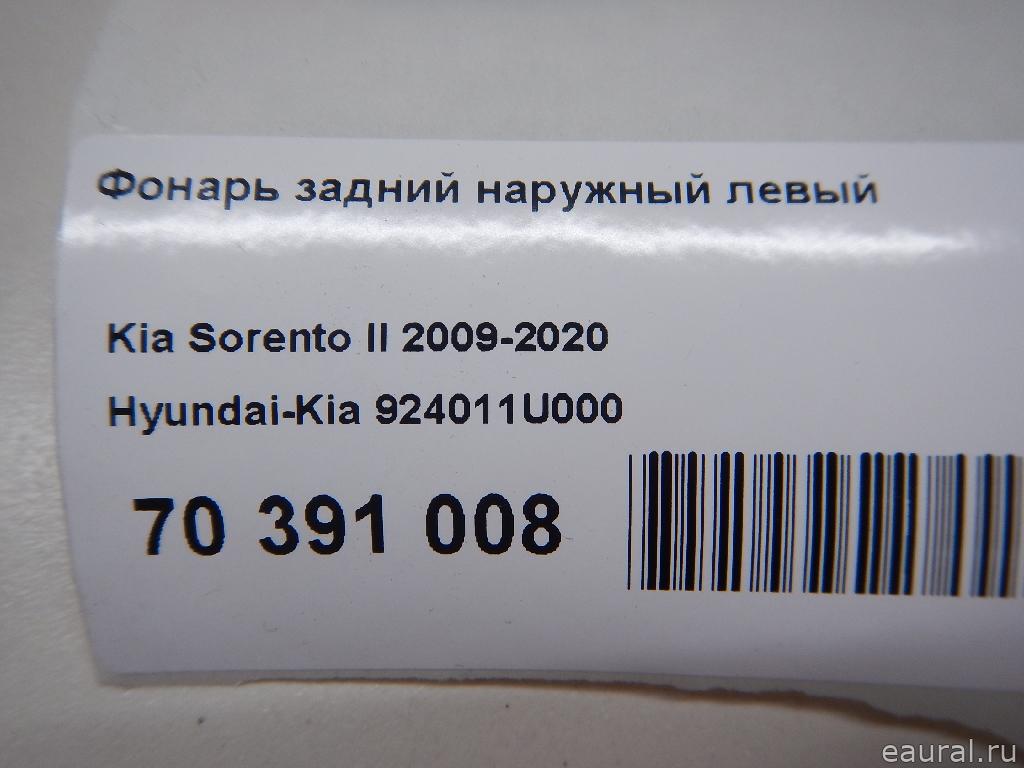 Фонарь задний наружный левый
Kia Sorento II 2009-2020
Hyundai-Kia 924011U000
70 391 008
eaural.ru